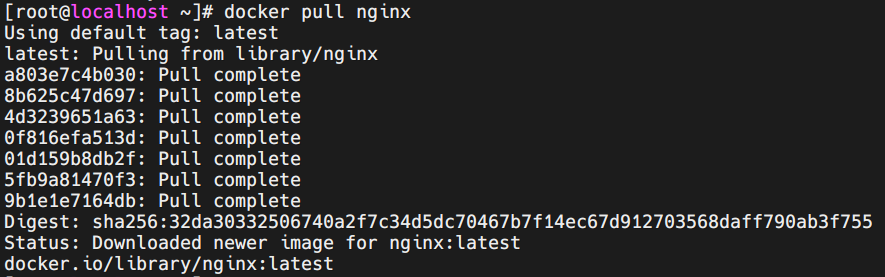 [root@localhost ~]# docker pull nginx
Using default tag: latest
latest: Pulling from library/nginx
a803e7c4b030: Pull complete
8b625c47d697: Pull complete
4d3239651a63: Pull complete
0f816efa513d: Pull complete
01d159b8db2f: Pull complete
5fb9a81470f3: Pull complete
9b1e1e7164db: Pull complete
Digest: sha256:32da30332506740a2f7c34d5dc70467b7f14ec67d912703568daff790ab3f755
Status: Downloaded newer image for nginx:latest
docker.io/library/nginx:latest